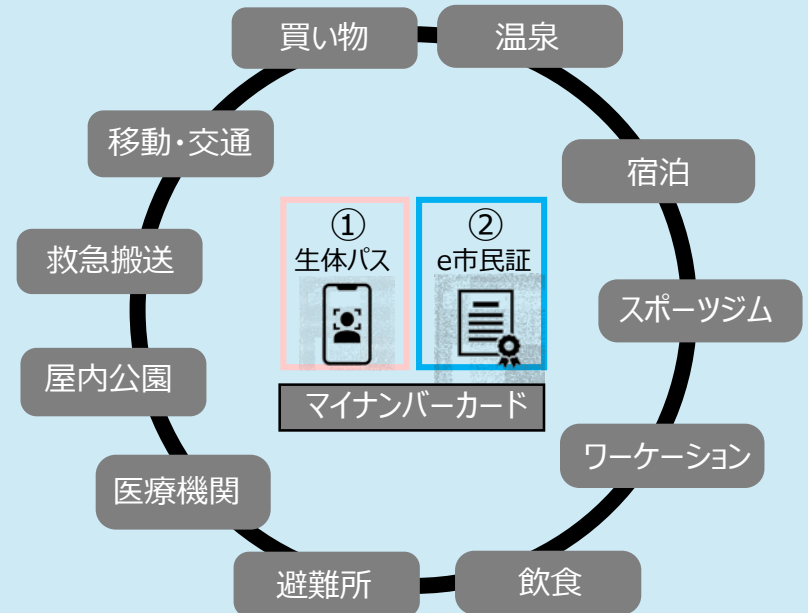 買い物
温泉
移動・交通
宿泊
①
生体パス
②
e市民証
救急搬送
スポーツジム
屋内公園
マイナンバーカード
ワーケーション
医療機関
避難所
飲食